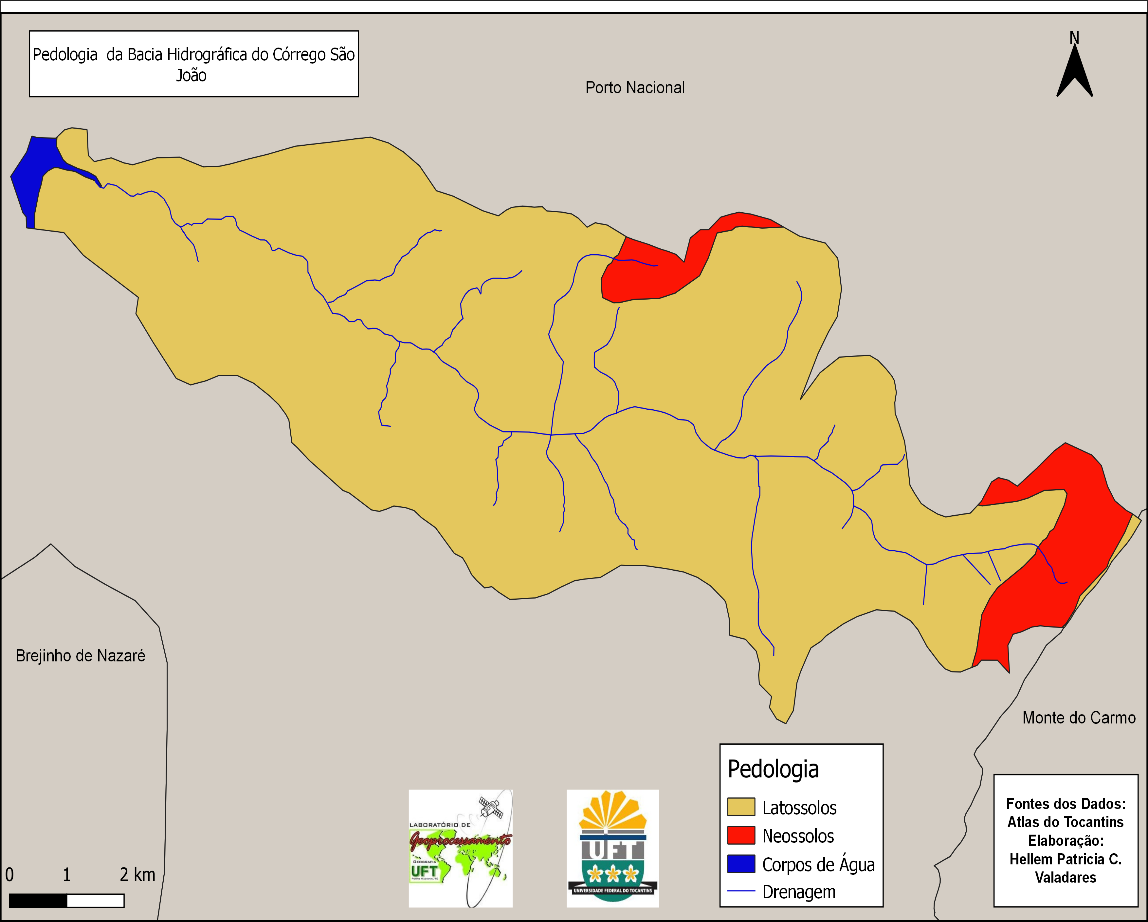 Pedologia da Bacia Hidrográfica do Córrego São
João
Porto Nacional
N
Brejinho de Nazaré
Monte do Carmo
Pedologia
Latossolos
Neossolos
Corpos de Água
Drenagem
Fontes dos Dados:
Atlas do Tocantins
Elaboração:
Hellem Patricia C.
Valadares
0 1 2 km
LABORATÓRIO DE
Geoprocessamento
UFT
UFT
UNIVERSIDADE FEDERAL DO TOCANTINS